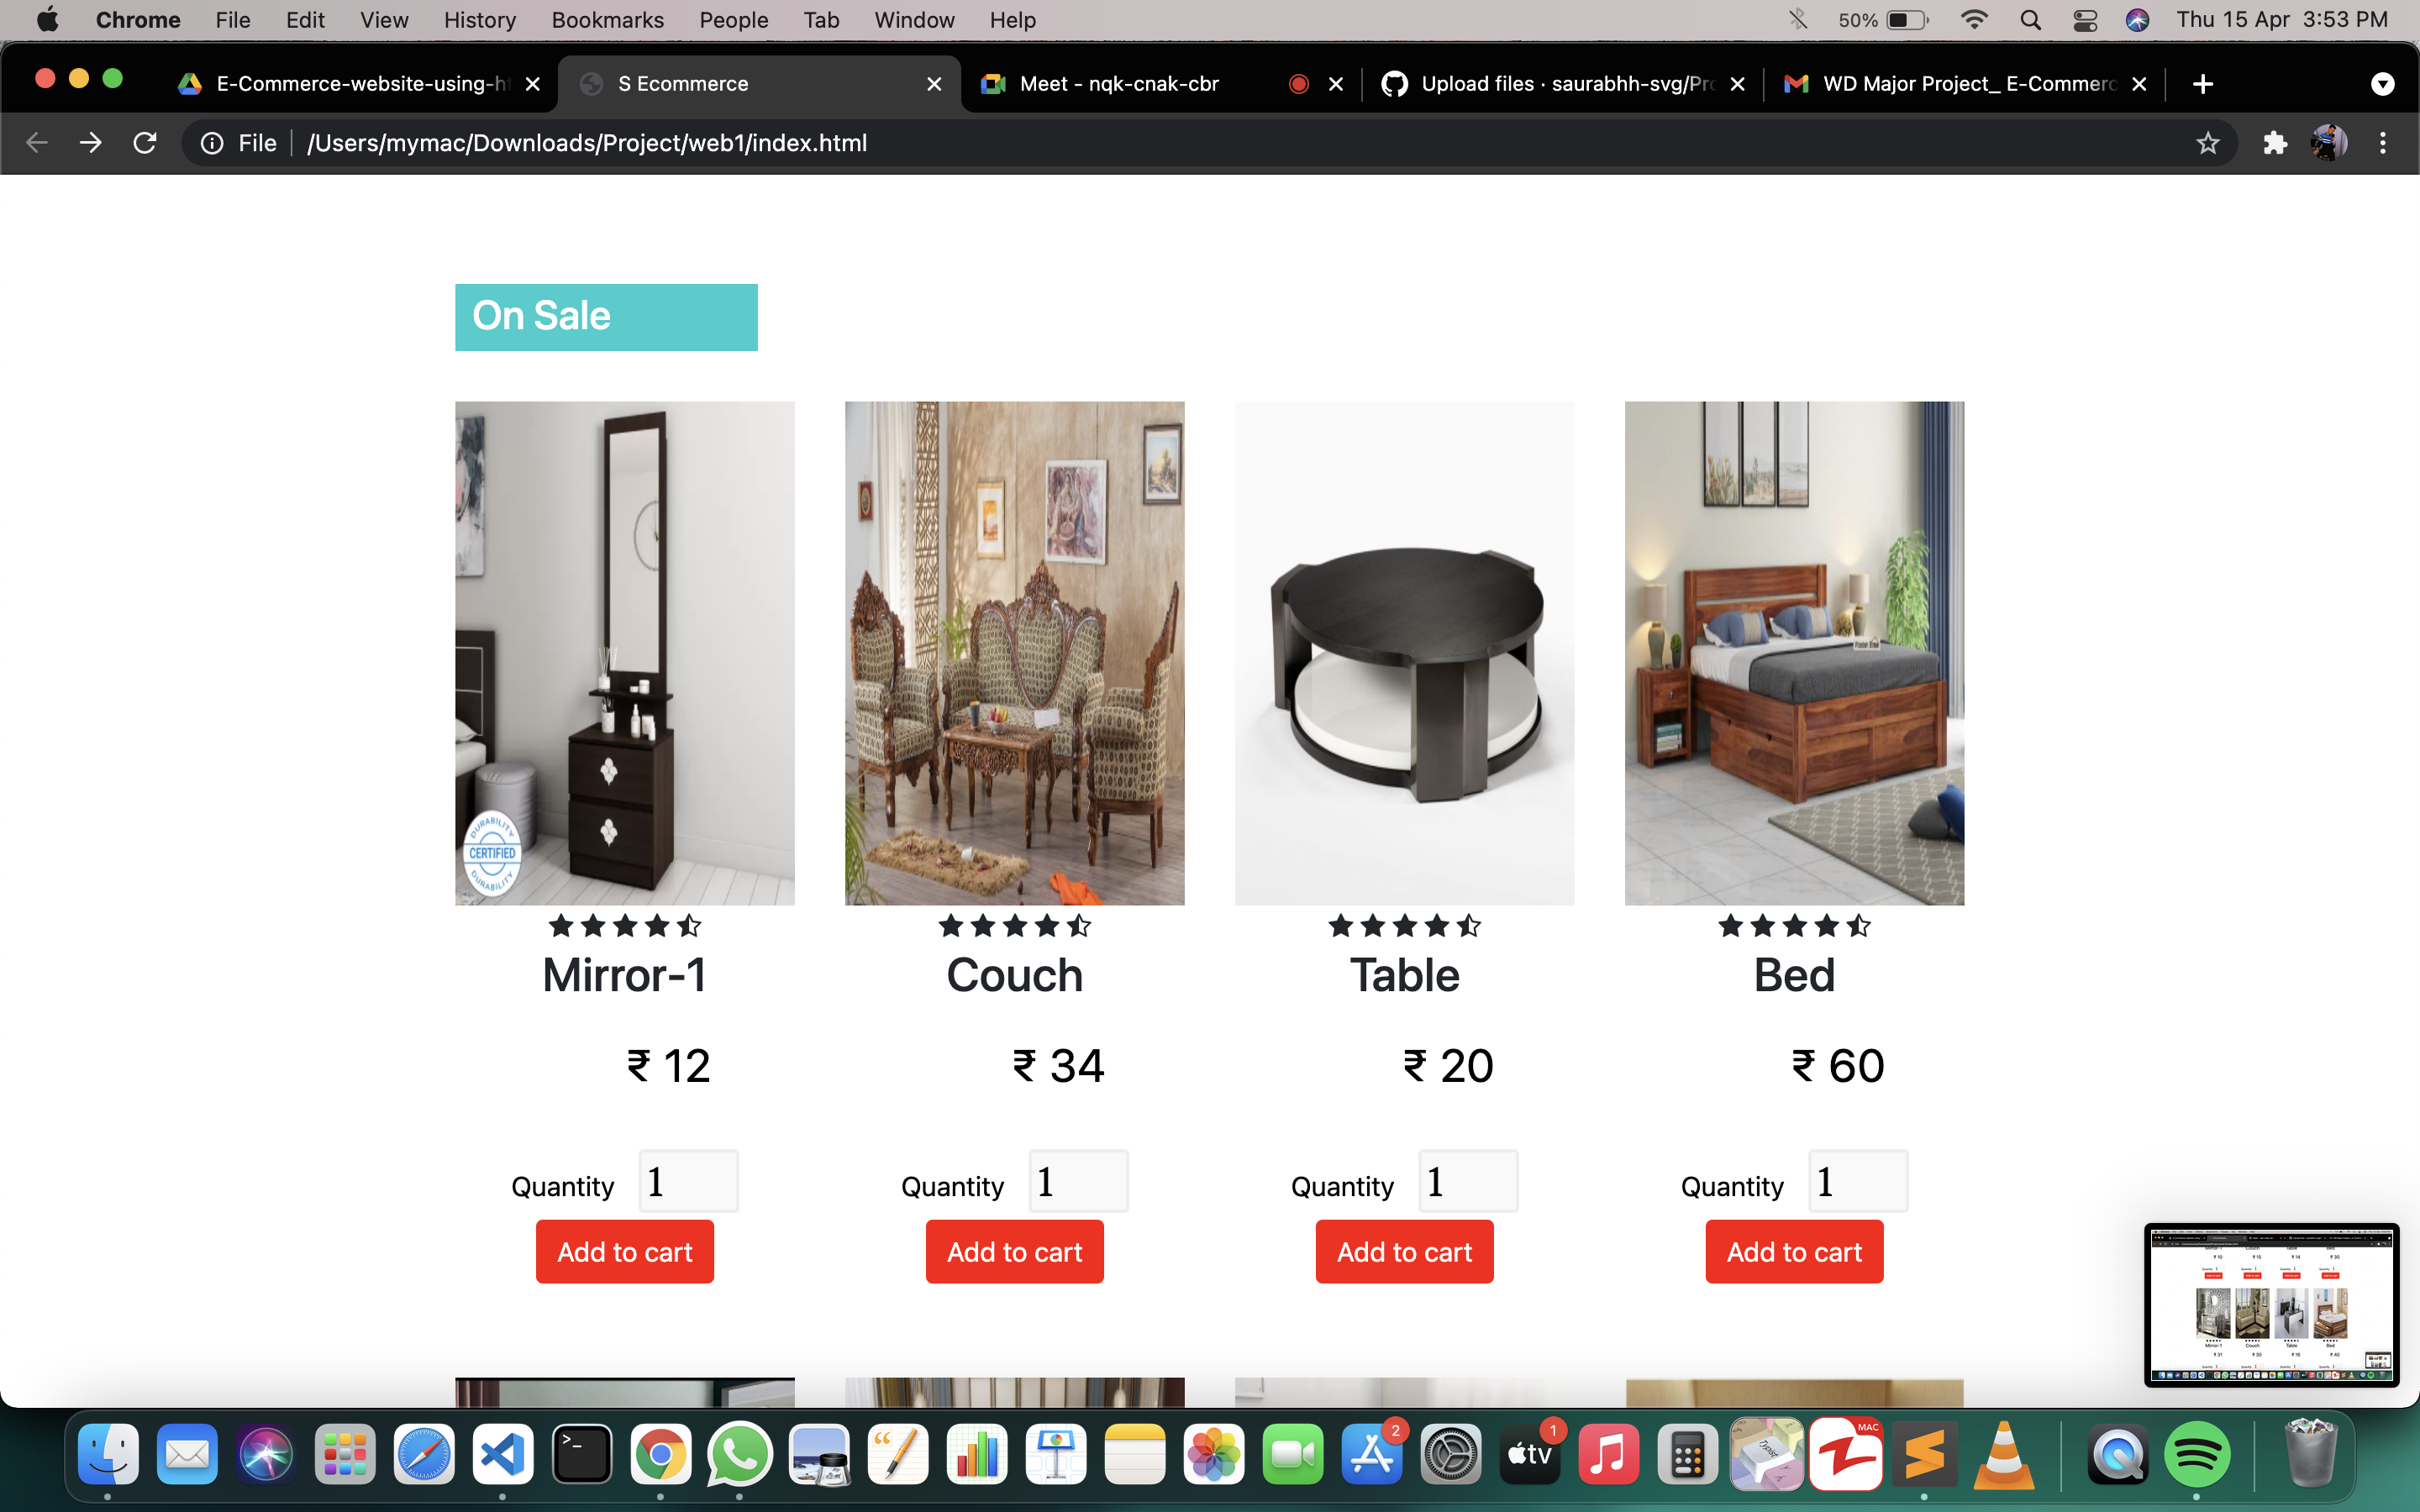 Chrome File Edit View History Bookmarks People Tab Window Help 50% Thu 15 Apr 3:53 PM
E-Commerce-website-using-ht S Ecommerce Meet - nqk-cnak-cbr Upload files · saurabhh-svg/Pro WD Major Project_ E-Commerc
File /Users/mymac/Downloads/Project/web1/index.html
On Sale
DURABILITY
CERTIFIED
DURABILITY
Mirror-1 Couch Table Bed
₹ 12 ₹ 34 ₹ 20 ₹ 60
Quantity 1 Quantity 1 Quantity 1 Quantity 1
Add to cart Add to cart Add to cart Add to cart
2 1 MAC
tv